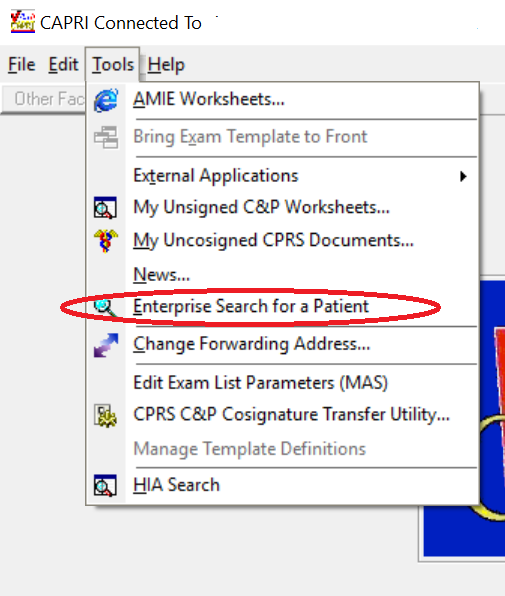 CAPRI Connected To
File Edit Tools Help
Other Fac
AMIE Worksheets...
Bring Exam Template to Front
External Applications
My Unsigned C&P Worksheets...
My Uncosigned CPRS Documents...
News...
Enterprise Search for a Patient
Change Forwarding Address...
Edit Exam List Parameters (MAS)
CPRS C&P Cosignature Transfer Utility...
Manage Template Definitions
HIA Search